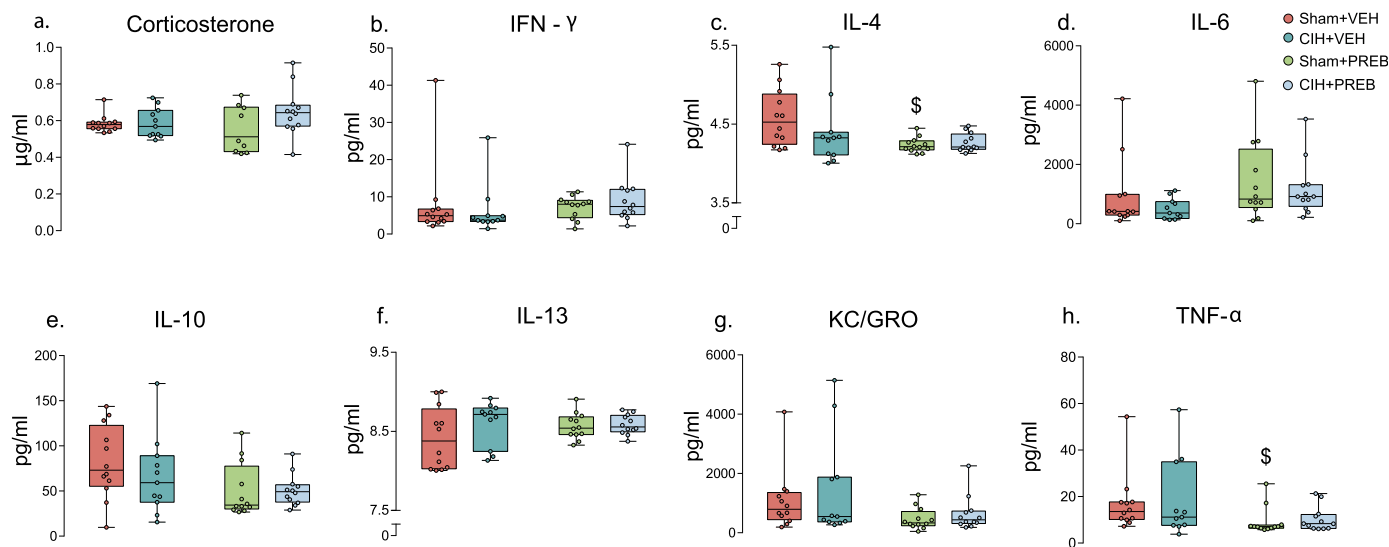 a.
Corticosterone
µg/ml
1.0
0.8
0.6
0.4
0.2
0.0
b.
IFN - γ
pg/ml
50
40
30
20
10
0
c.
IL-4
pg/ml
5.5
4.5
3.5
0
$
d.
IL-6
pg/ml
6000
4000
2000
0
Sham+VEH
CIH+VEH
Sham+PREB
CIH+PREB
e.
IL-10
pg/ml
200
150
100
50
0
f.
IL-13
pg/ml
9.5
8.5
7.5
0
g.
KC/GRO
pg/ml
6000
4000
2000
0
h.
TNF-α
pg/ml
80
60
40
20
0
$